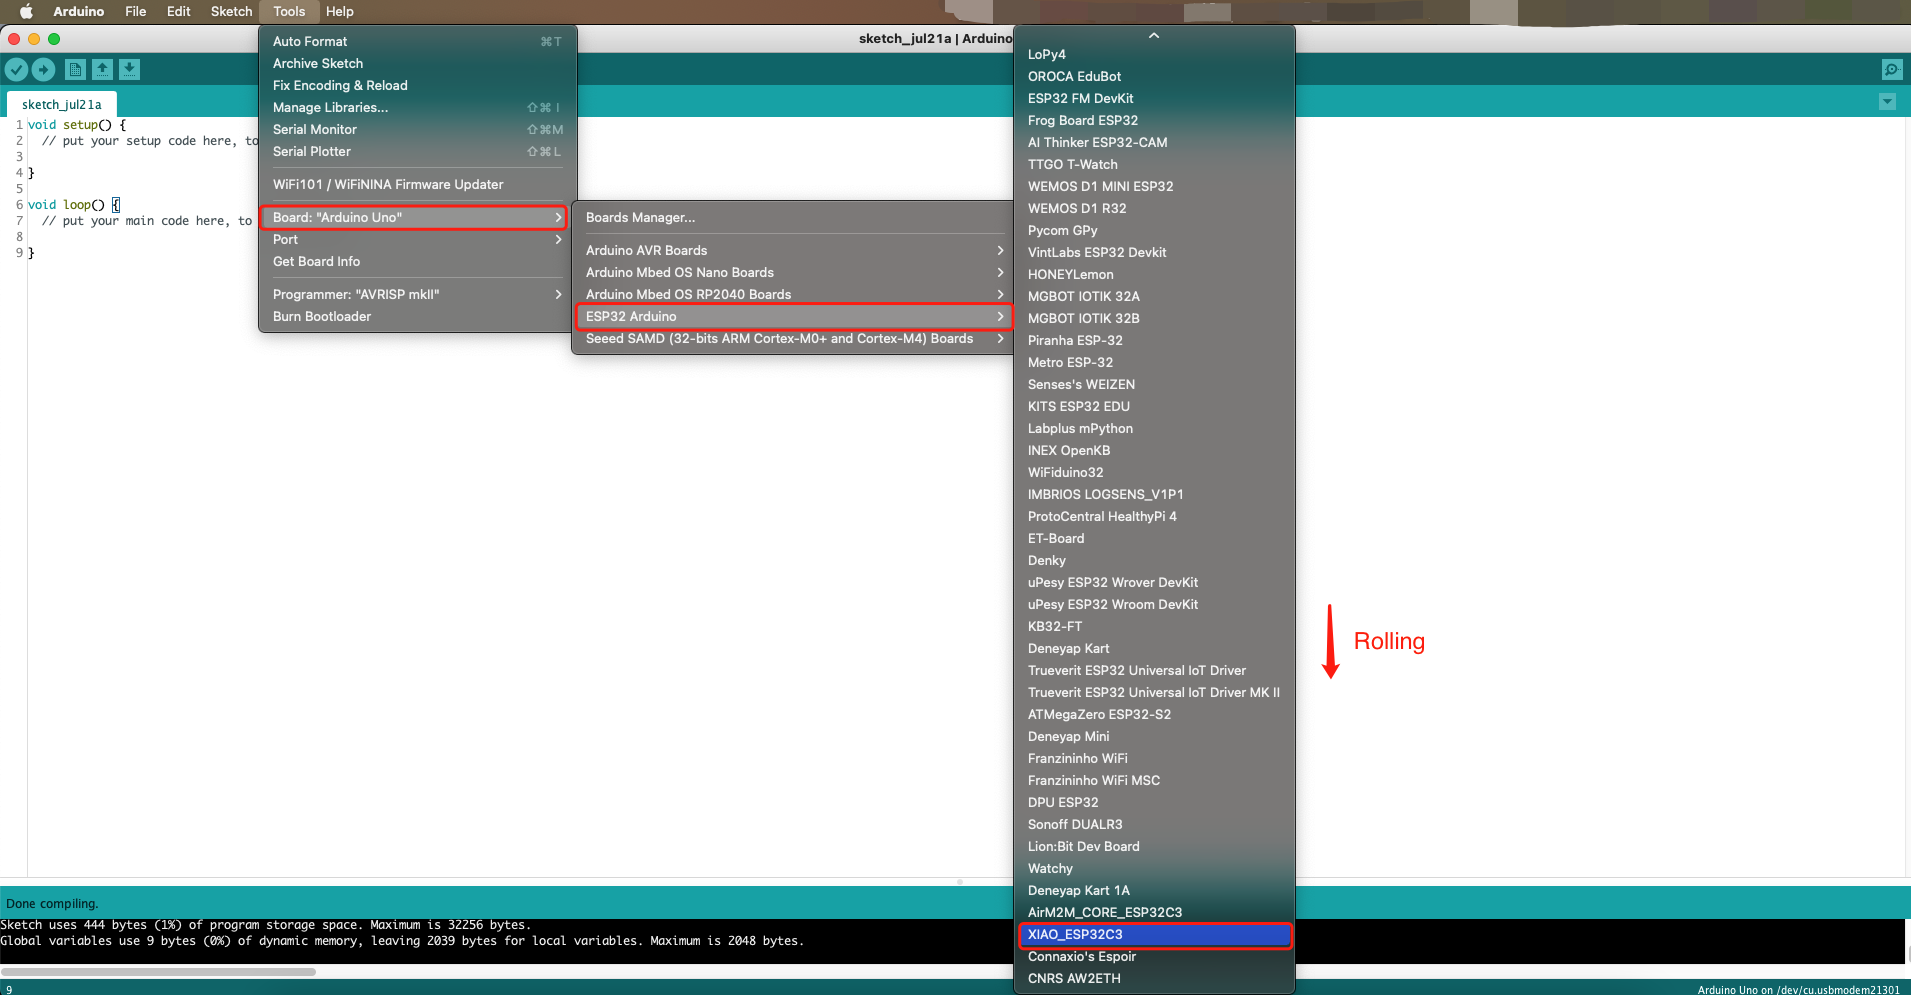 Arduino File Edit Sketch Tools Help
sketch_jul21a | Arduino
sketch_jul21a
1 void setup() {
2 // put your setup code here, to
3
4 }
5
6 void loop() {
7 // put your main code here, to
8
9 }
Auto Format ⌘T
Archive Sketch
Fix Encoding & Reload
Manage Libraries... ⇧⌘I
Serial Monitor ⇧⌘M
Serial Plotter ⇧⌘L
WiFi101 / WiFiNINA Firmware Updater
Board: "Arduino Uno"
Port
Get Board Info
Programmer: "AVRISP mkII"
Burn Bootloader
Boards Manager...
Arduino AVR Boards
Arduino Mbed OS Nano Boards
Arduino Mbed OS RP2040 Boards
ESP32 Arduino
Seeed SAMD (32-bits ARM Cortex-M0+ and Cortex-M4) Boards
LoPy4
OROCA EduBot
ESP32 FM DevKit
Frog Board ESP32
AI Thinker ESP32-CAM
TTGO T-Watch
WEMOS D1 MINI ESP32
WEMOS D1 R32
Pycom GPy
VintLabs ESP32 Devkit
HONEYLemon
MGBOT IOTIK 32A
MGBOT IOTIK 32B
Piranha ESP-32
Metro ESP-32
Senses's WEIZEN
KITS ESP32 EDU
Labplus mPython
INEX OpenKB
WiFiduino32
IMBRIOS LOGSENS_V1P1
ProtoCentral HealthyPi 4
ET-Board
Denky
uPesy ESP32 Wrover DevKit
uPesy ESP32 Wroom DevKit
KB32-FT
Deneyap Kart
Trueverit ESP32 Universal IoT Driver
Trueverit ESP32 Universal IoT Driver MK II
ATMegaZero ESP32-S2
Deneyap Mini
Franzininho WiFi
Franzininho WiFi MSC
DPU ESP32
Sonoff DUALR3
Lion:Bit Dev Board
Watchy
Deneyap Kart 1A
AirM2M_CORE_ESP32C3
XIAO_ESP32C3
Connaxio's Espoir
CNRS AW2ETH
Rolling
Done compiling.
Sketch uses 444 bytes (1%) of program storage space. Maximum is 32256 bytes.
Global variables use 9 bytes (0%) of dynamic memory, leaving 2039 bytes for local variables. Maximum is 2048 bytes.
9
Arduino Uno on /dev/cu.usbmodem21301